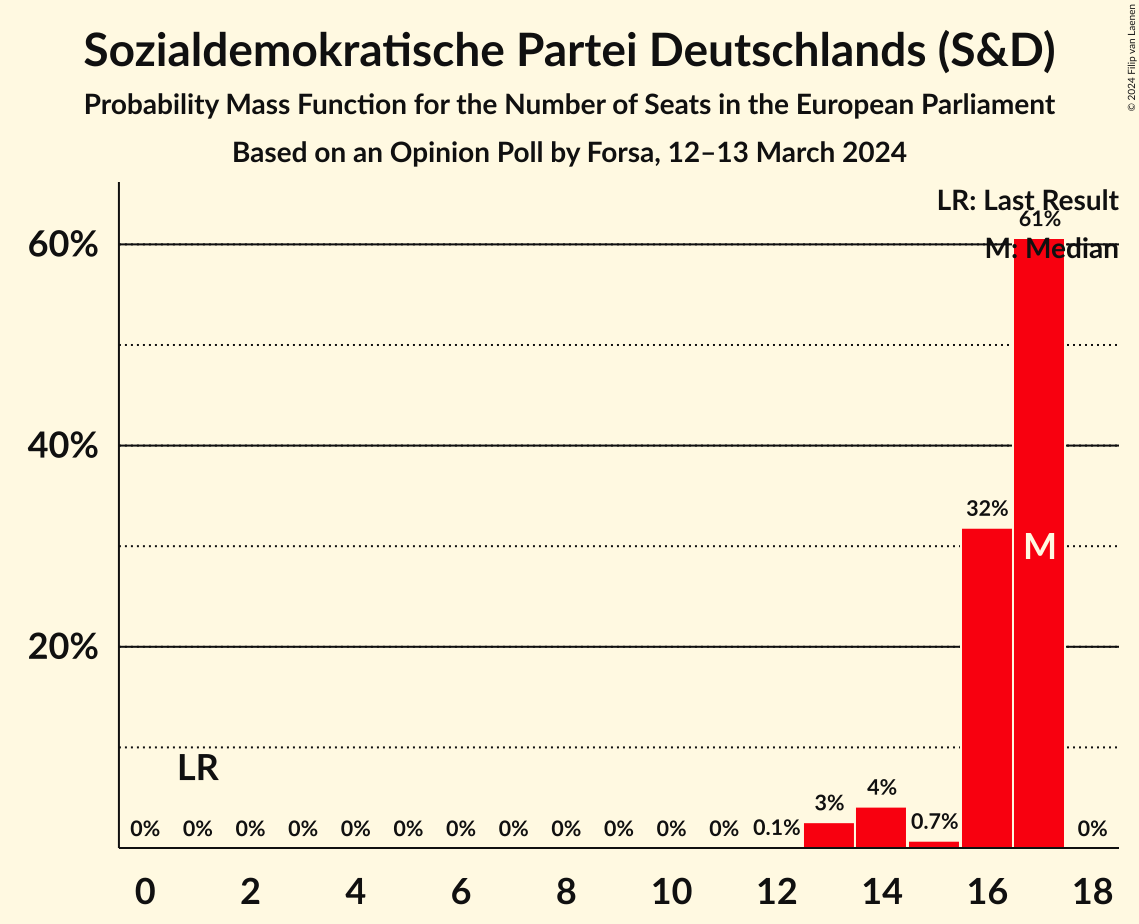 Sozialdemokratische Partei Deutschlands (S&D)
Probability Mass Function for the Number of Seats in the European Parliament
Based on an Opinion Poll by Forsa, 12–13 March 2024
© 2024 Filip van Laenen
LR: Last Result
61%
M: Median
60%
40%
32%
M
20%
LR
0% 0% 0% 0% 0% 0% 0% 0% 0% 0% 0% 0% 0.1% 3% 4% 0.7% 0%
0 2 4 6 8 10 12 14 16 18